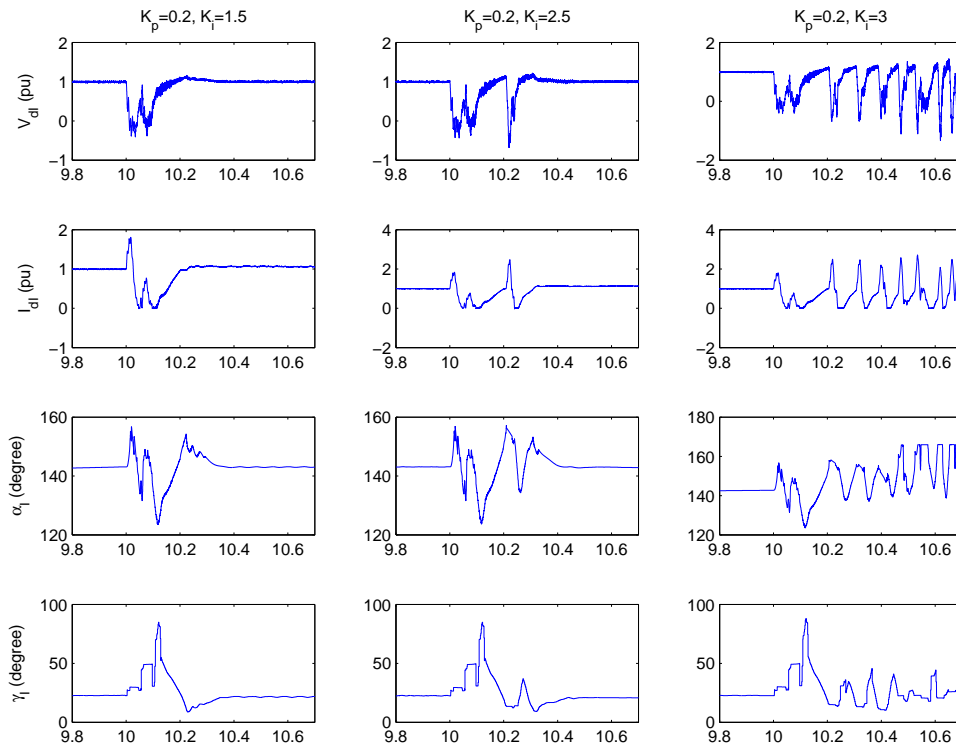 K_p=0.2, K_i=1.5 K_p=0.2, K_i=2.5 K_p=0.2, K_i=3
2 2 2
1 1
0 0 0
−1 −1 −2
V_dI (pu)
9.8 10 10.2 10.4 10.6 9.8 10 10.2 10.4 10.6 9.8 10 10.2 10.4 10.6
2 4 4
1 2 2
0 0 0
−1 −2 −2
I_dI (pu)
9.8 10 10.2 10.4 10.6 9.8 10 10.2 10.4 10.6 9.8 10 10.2 10.4 10.6
160 160 180
160
140 140 140
120 120 120
α_I (degree)
9.8 10 10.2 10.4 10.6 9.8 10 10.2 10.4 10.6 9.8 10 10.2 10.4 10.6
100 100 100
50 50 50
0 0 0
γ_I (degree)
9.8 10 10.2 10.4 10.6 9.8 10 10.2 10.4 10.6 9.8 10 10.2 10.4 10.6